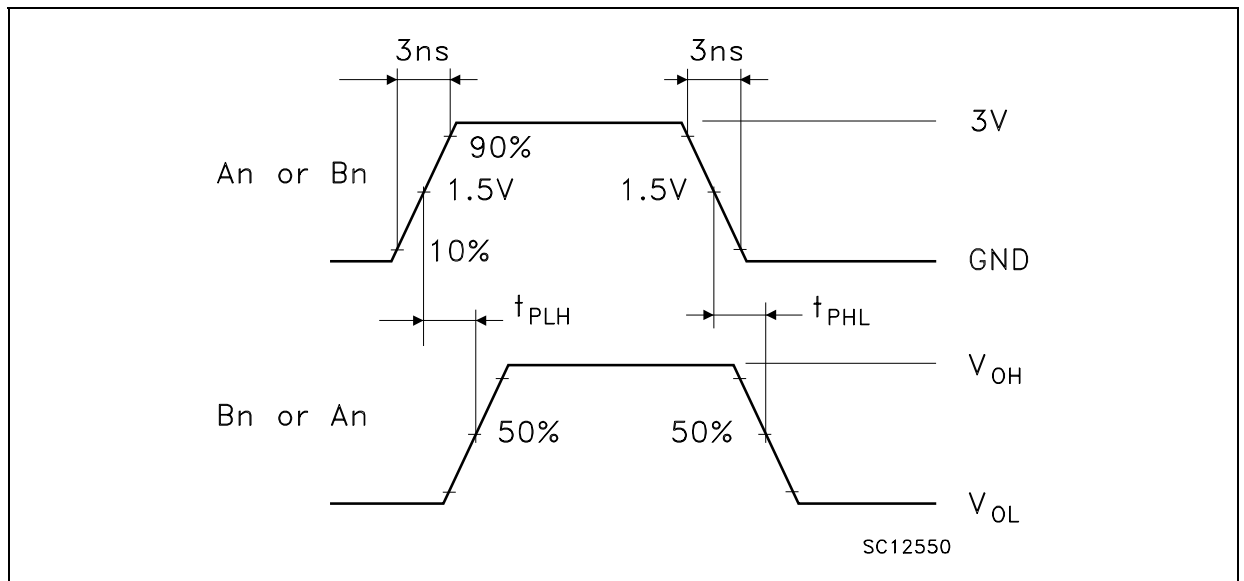 3ns 3ns
3V
90%
An or Bn
1.5V 1.5V
10%
GND
tPLH tPHL
VOH
Bn or An
50% 50%
VOL
SC12550